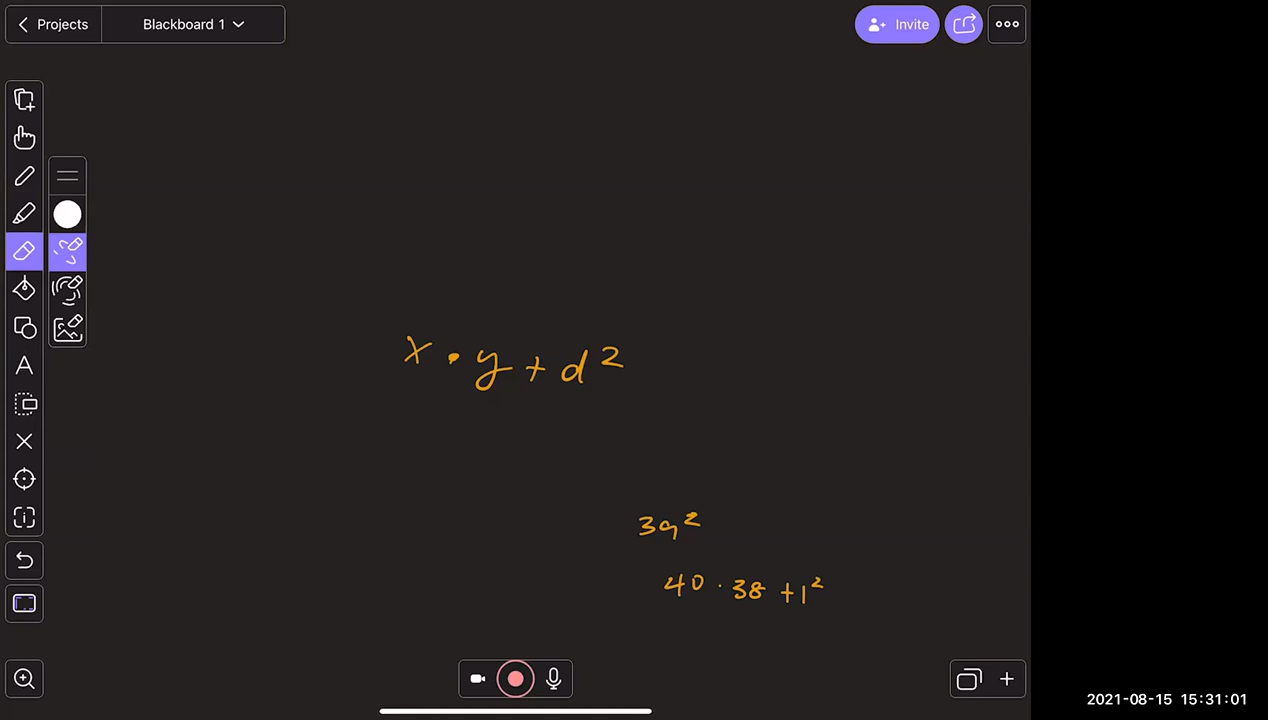 Projects
Blackboard 1
Invite
A
x · y + d²
39²
40 · 38 + 1²
2021-08-15 15:31:01